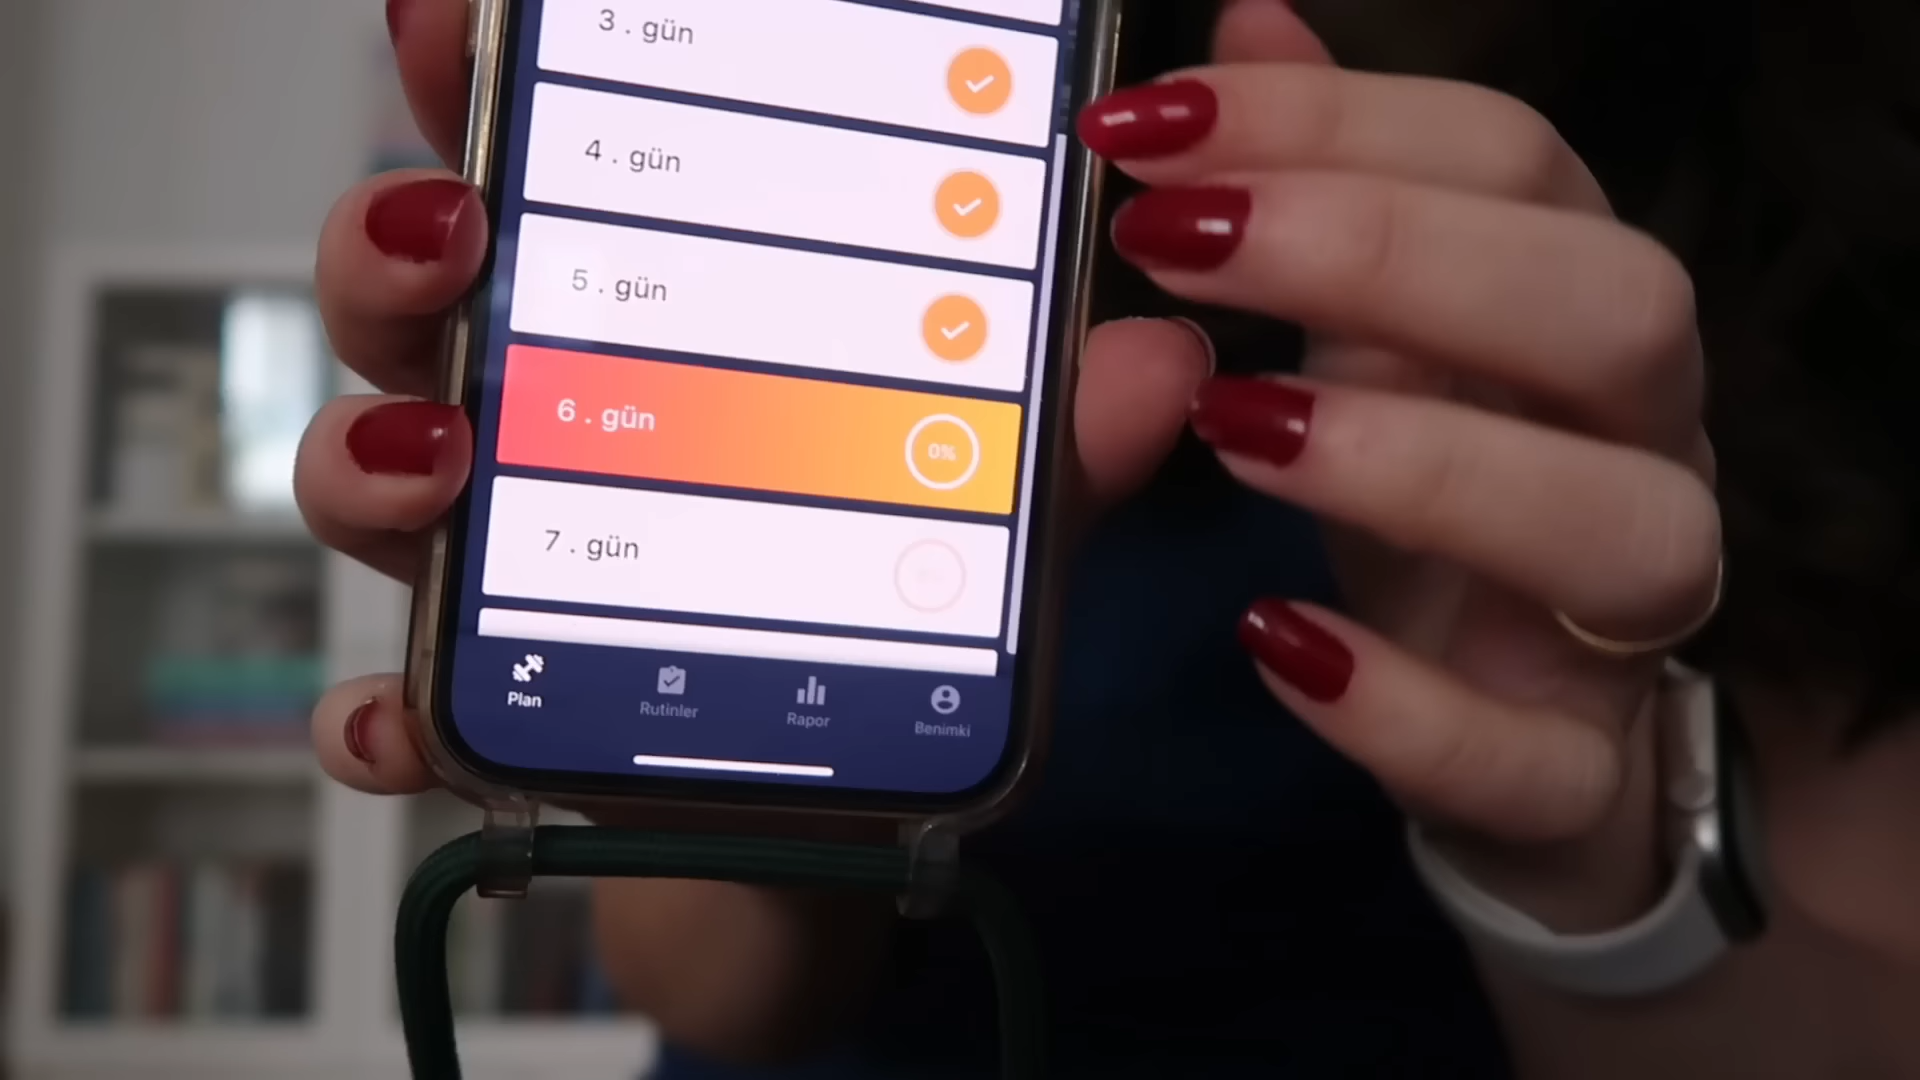 3 . gün
4 . gün
5 . gün
6 . gün
0%
7 . gün
Plan
Rutinler
Rapor
Benimki